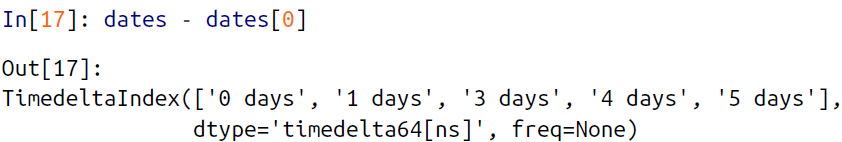 In[17]: dates - dates[0]
Out[17]:
TimedeltaIndex(['0 days', '1 days', '3 days', '4 days', '5 days'],
dtype='timedelta64[ns]', freq=None)